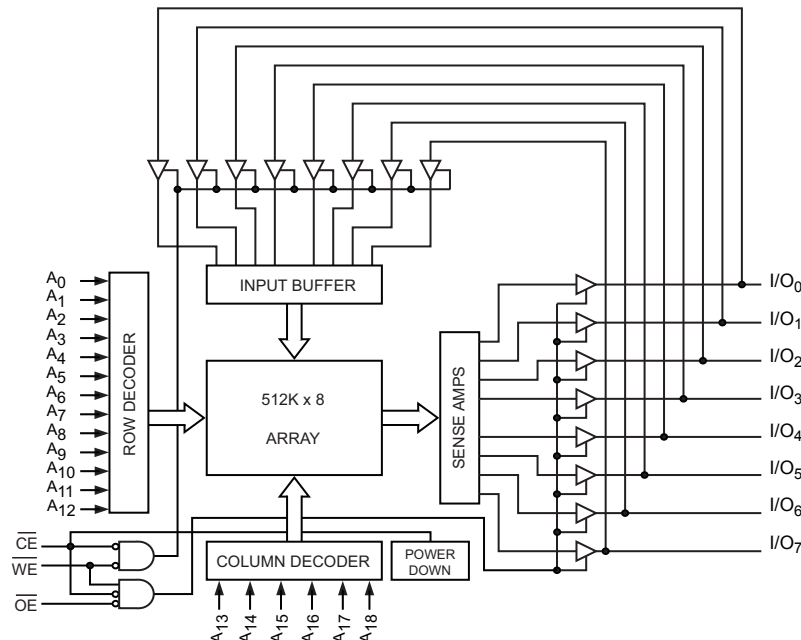 INPUT BUFFER
A0
A1
A2
A3
A4
A5
A6
A7
A8
A9
A10
A11
A12
ROW DECODER
512K x 8
ARRAY
SENSE AMPS
I/O0
I/O1
I/O2
I/O3
I/O4
I/O5
I/O6
I/O7
CE
WE
OE
COLUMN DECODER
POWER
DOWN
A13
A14
A15
A16
A17
A18